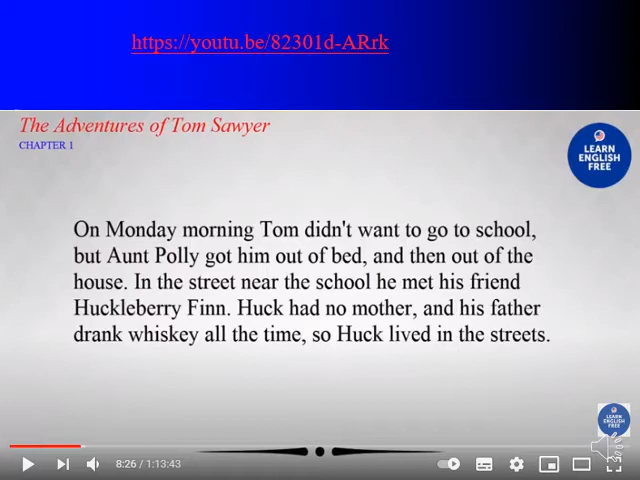 https://youtu.be/82301d-ARrk
The Adventures of Tom Sawyer
CHAPTER 1
LEARN
ENGLISH
FREE
On Monday morning Tom didn't want to go to school,
but Aunt Polly got him out of bed, and then out of the
house. In the street near the school he met his friend
Huckleberry Finn. Huck had no mother, and his father
drank whiskey all the time, so Huck lived in the streets.
LEARN
ENGLISH
FREE
8:26 / 1:13:43